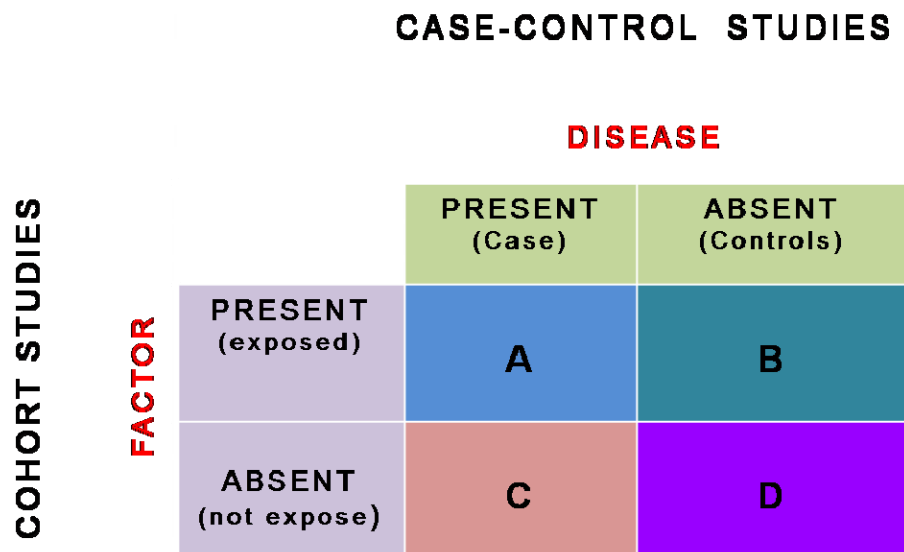 CASE-CONTROL STUDIES
DISEASE
PRESENT
(Case)
ABSENT
(Controls)
COHORT STUDIES
FACTOR
PRESENT
(exposed)
A
B
ABSENT
(not expose)
C
D